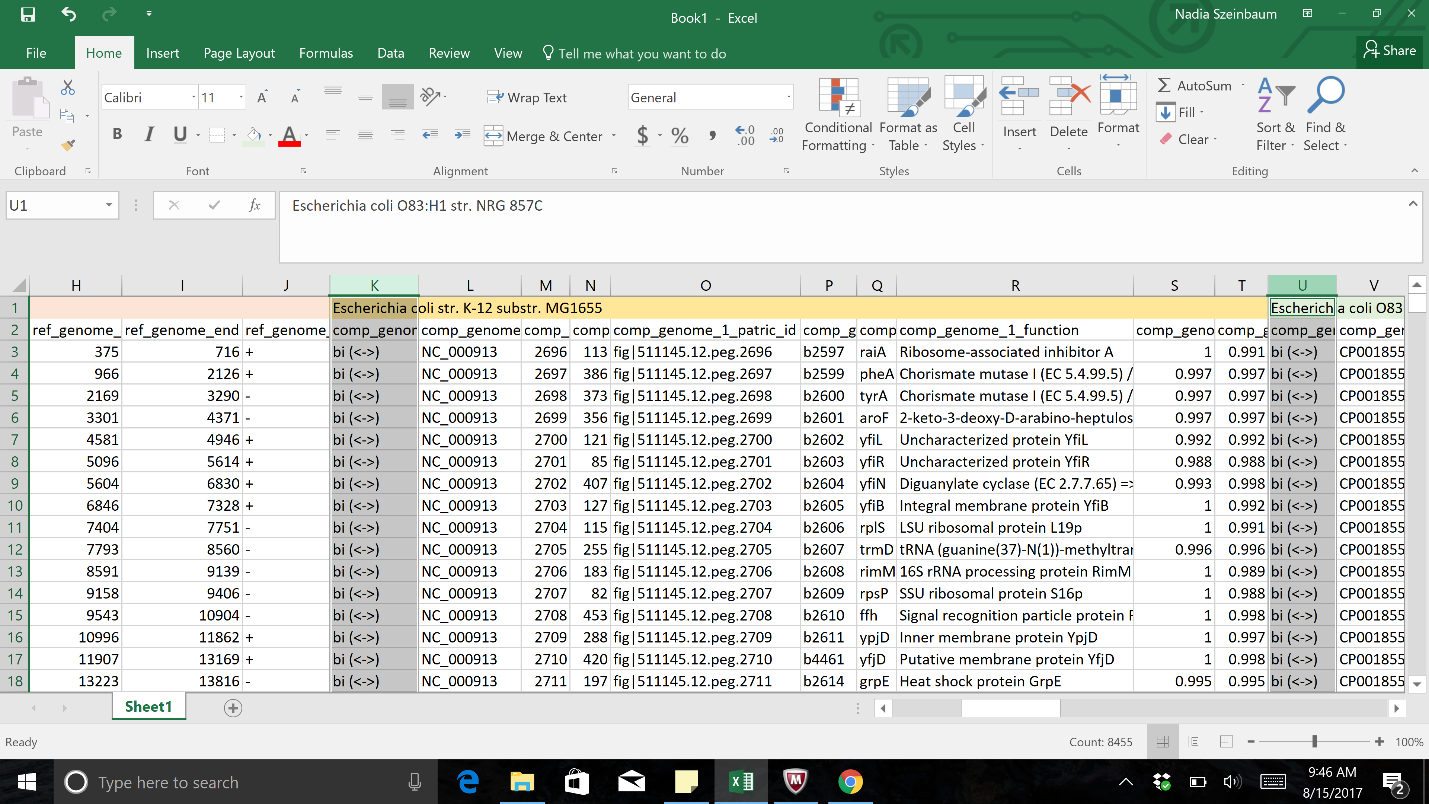 Book1 - Excel
Nadia Szeinbaum
File Home Insert Page Layout Formulas Data Review View Tell me what you want to do
Share
Paste
Calibri 11
Wrap Text
General
Conditional Formatting
Format as Table
Cell Styles
Insert Delete Format
AutoSum
Fill
Clear
Sort & Filter
Find & Select
B I U
Merge & Center
$ % ,
Clipboard Font Alignment Number Styles Cells Editing
U1 fx Escherichia coli O83:H1 str. NRG 857C
H I J K L M N O P Q R S T U V
1 Escherichia coli str. K-12 substr. MG1655 Escherich a coli O83
2 ref_genome_ ref_genome_end ref_genome_ comp_genor comp_genome comp_ comp comp_genome_1_patric_id comp_g comp comp_genome_1_function comp_geno comp_g comp_ger comp_ger
3 375 716 + bi (<->) NC_000913 2696 113 fig|511145.12.peg.2696 b2597 raiA Ribosome-associated inhibitor A 1 0.991 bi (<->) CP001855
4 966 2126 + bi (<->) NC_000913 2697 386 fig|511145.12.peg.2697 b2599 pheA Chorismate mutase I (EC 5.4.99.5) / 0.997 0.997 bi (<->) CP001855
5 2169 3290 - bi (<->) NC_000913 2698 373 fig|511145.12.peg.2698 b2600 tyrA Chorismate mutase I (EC 5.4.99.5) / 0.997 0.997 bi (<->) CP001855
6 3301 4371 - bi (<->) NC_000913 2699 356 fig|511145.12.peg.2699 b2601 aroF 2-keto-3-deoxy-D-arabino-heptulos 0.997 0.997 bi (<->) CP001855
7 4581 4946 + bi (<->) NC_000913 2700 121 fig|511145.12.peg.2700 b2602 yfiL Uncharacterized protein YfiL 0.992 0.992 bi (<->) CP001855
8 5096 5614 + bi (<->) NC_000913 2701 85 fig|511145.12.peg.2701 b2603 yfiR Uncharacterized protein YfiR 0.988 0.988 bi (<->) CP001855
9 5604 6830 + bi (<->) NC_000913 2702 407 fig|511145.12.peg.2702 b2604 yfiN Diguanylate cyclase (EC 2.7.7.65) => 0.993 0.998 bi (<->) CP001855
10 6846 7328 + bi (<->) NC_000913 2703 127 fig|511145.12.peg.2703 b2605 yfiB Integral membrane protein YfiB 1 0.992 bi (<->) CP001855
11 7404 7751 - bi (<->) NC_000913 2704 115 fig|511145.12.peg.2704 b2606 rplS LSU ribosomal protein L19p 1 0.991 bi (<->) CP001855
12 7793 8560 - bi (<->) NC_000913 2705 255 fig|511145.12.peg.2705 b2607 trmD tRNA (guanine(37)-N(1))-methyltrar 0.996 0.996 bi (<->) CP001855
13 8591 9139 - bi (<->) NC_000913 2706 183 fig|511145.12.peg.2706 b2608 rimM 16S rRNA processing protein RimM 1 0.989 bi (<->) CP001855
14 9158 9406 - bi (<->) NC_000913 2707 82 fig|511145.12.peg.2707 b2609 rpsP SSU ribosomal protein S16p 1 0.988 bi (<->) CP001855
15 9543 10904 - bi (<->) NC_000913 2708 453 fig|511145.12.peg.2708 b2610 ffh Signal recognition particle protein F 1 0.998 bi (<->) CP001855
16 10996 11862 + bi (<->) NC_000913 2709 288 fig|511145.12.peg.2709 b2611 ypjD Inner membrane protein YpjD 1 0.997 bi (<->) CP001855
17 11907 13169 + bi (<->) NC_000913 2710 420 fig|511145.12.peg.2710 b4461 yfjD Putative membrane protein YfjD 1 0.998 bi (<->) CP001855
18 13223 13816 - bi (<->) NC_000913 2711 197 fig|511145.12.peg.2711 b2614 grpE Heat shock protein GrpE 0.995 0.995 bi (<->) CP001855
Sheet1
Ready Count: 8455 100%
Type here to search
9:46 AM
8/15/2017
2